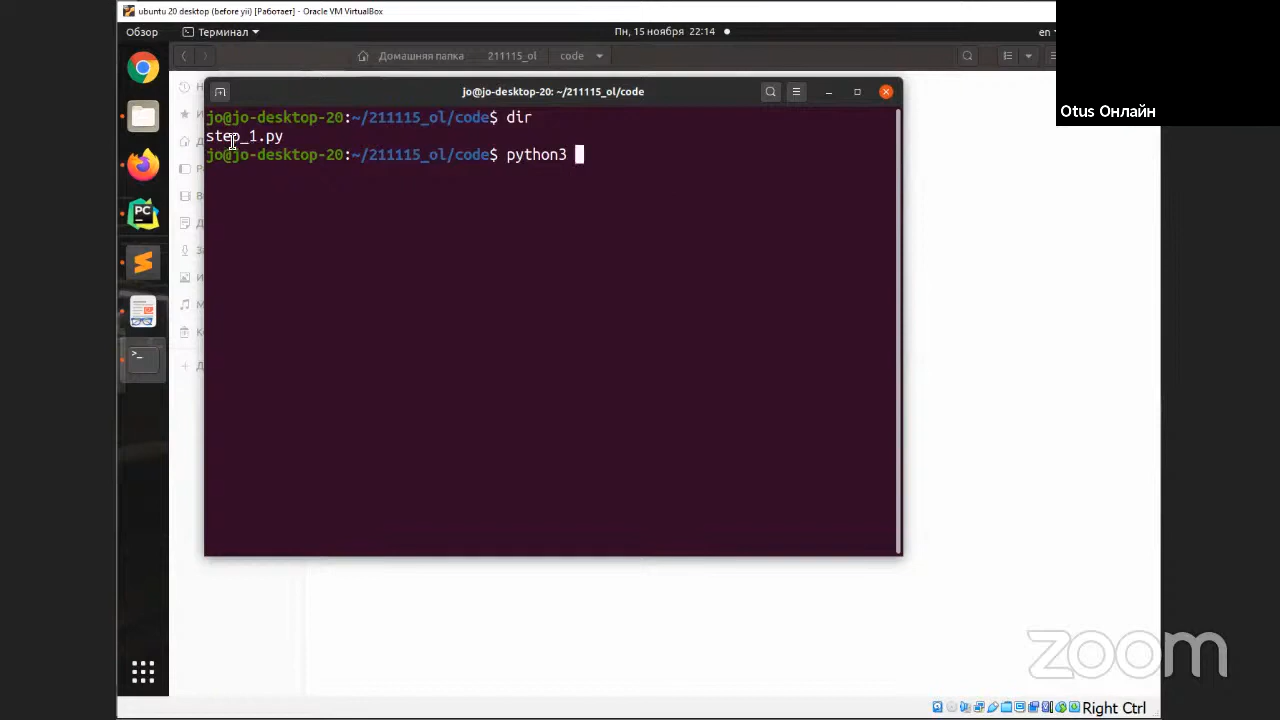 ubuntu 20 desktop (before yii) [Работает] - Oracle VM VirtualBox
Обзор
Терминал
Пн, 15 ноября 22:14
en
Домашняя папка
211115_ol
code
Otus Онлайн
jo@jo-desktop-20: ~/211115_ol/code
jo@jo-desktop-20:~/211115_ol/code$ dir
step_1.py
jo@jo-desktop-20:~/211115_ol/code$ python3
PC
>_
zoom
Right Ctrl